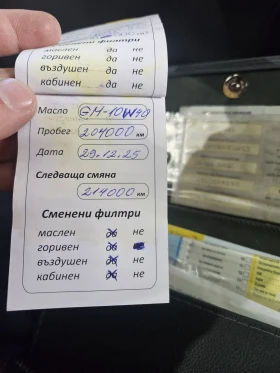 Сменени филтри
маслен да не
горивен да не
въздушен да не
кабинен да не
Масло GM-10W40
Пробег 204000 км
Дата 29.12.25
Следваща смяна
214000 км
Сменени филтри
маслен да не
горивен да не
въздушен да не
кабинен да не